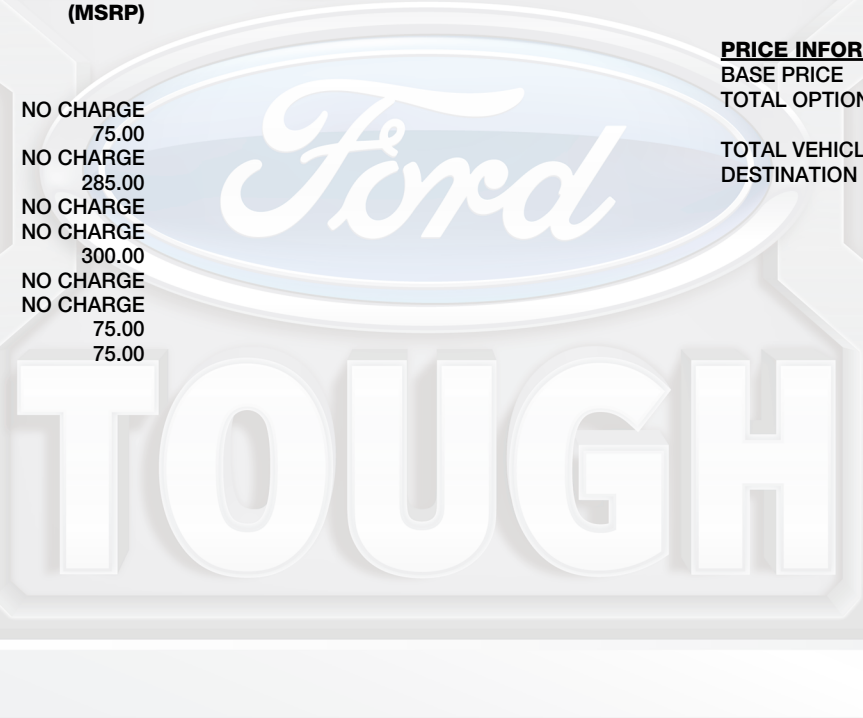 (MSRP)
NO CHARGE
75.00
NO CHARGE
285.00
NO CHARGE
NO CHARGE
300.00
NO CHARGE
NO CHARGE
75.00
75.00
PRICE INFOR
BASE PRICE
TOTAL OPTION
TOTAL VEHICL
DESTINATION
Ford
TOUGH